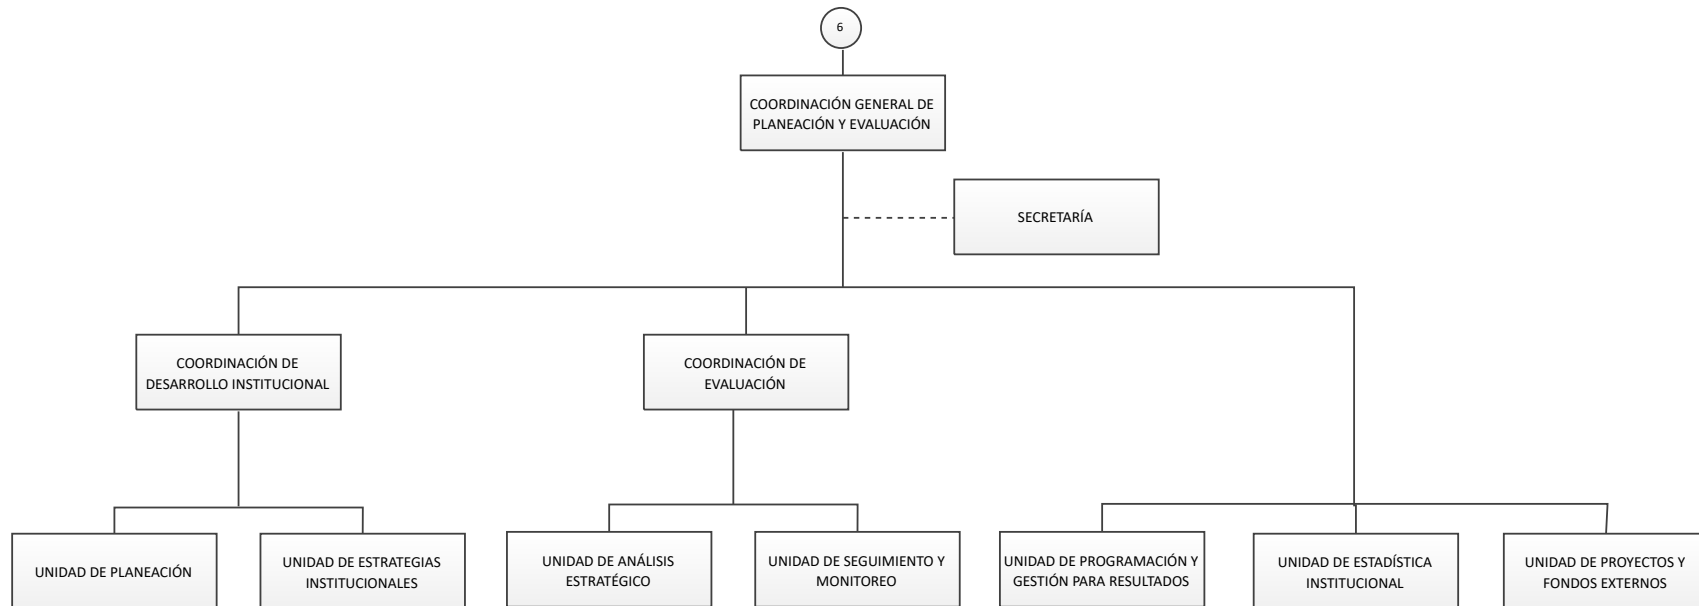 6
COORDINACIÓN GENERAL DE
PLANEACIÓN Y EVALUACIÓN
SECRETARÍA
COORDINACIÓN DE
DESARROLLO INSTITUCIONAL
COORDINACIÓN DE
EVALUACIÓN
UNIDAD DE PLANEACIÓN
UNIDAD DE ESTRATEGIAS
INSTITUCIONALES
UNIDAD DE ANÁLISIS
ESTRATÉGICO
UNIDAD DE SEGUIMIENTO Y
MONITOREO
UNIDAD DE PROGRAMACIÓN Y
GESTIÓN PARA RESULTADOS
UNIDAD DE ESTADÍSTICA
INSTITUCIONAL
UNIDAD DE PROYECTOS Y
FONDOS EXTERNOS